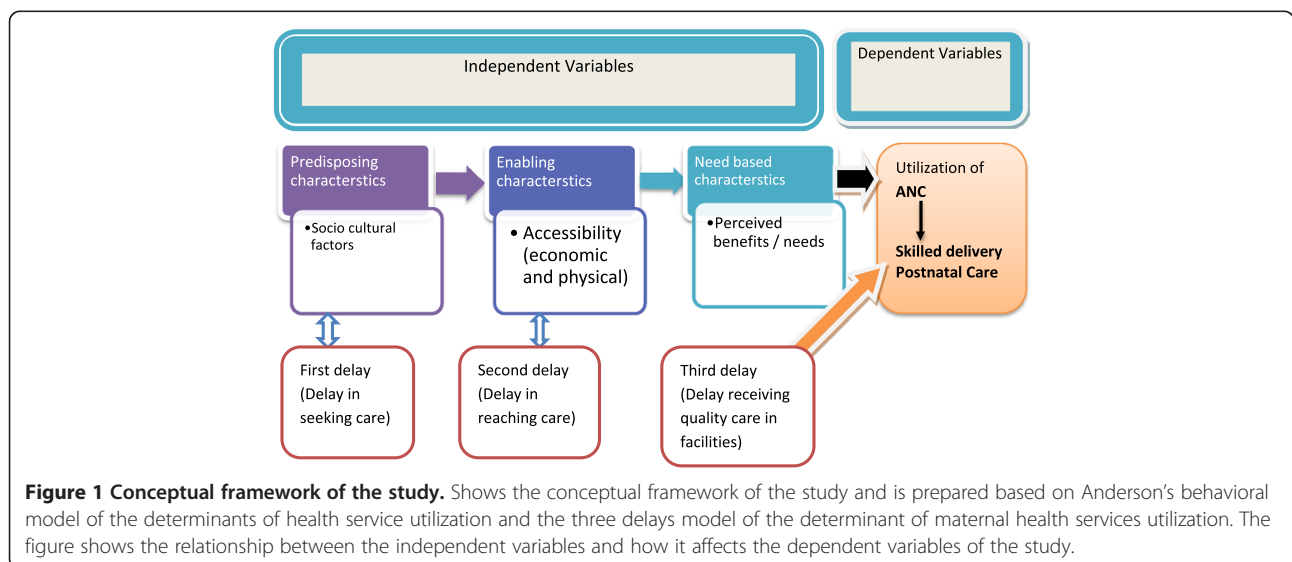 Independent Variables
Dependent Variables
Predisposing
characterstics
•Socio cultural
factors
Enabling
characterstics
• Accessibility
(economic
and physical)
Need based
characterstics
•Perceived
benefits / needs
Utilization of
ANC
Skilled delivery
Postnatal Care
First delay
(Delay in
seeking care)
Second delay
(Delay in
reaching care)
Third delay
(Delay receiving
quality care in
facilities)
Figure 1 Conceptual framework of the study. Shows the conceptual framework of the study and is prepared based on Anderson’s behavioral
model of the determinants of health service utilization and the three delays model of the determinant of maternal health services utilization. The
figure shows the relationship between the independent variables and how it affects the dependent variables of the study.